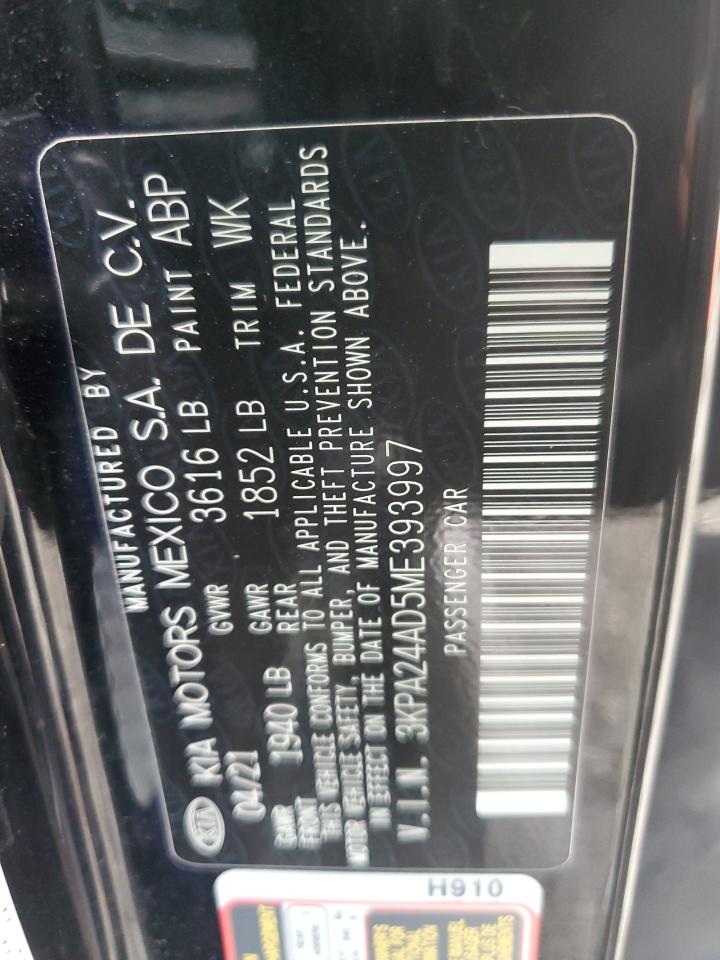 MANUFACTURED BY
KIA KIA MOTORS MEXICO S.A. DE C.V.
04/21 GVWR 3616 LB PAINT ABP
GAWR FRONT 1940 LB GAWR REAR 1852 LB TRIM WK
THIS VEHICLE CONFORMS TO ALL APPLICABLE U.S.A. FEDERAL
MOTOR VEHICLE SAFETY, BUMPER, AND THEFT PREVENTION STANDARDS
IN EFFECT ON THE DATE OF MANUFACTURE SHOWN ABOVE.
V.I.N. 3KPA24AD5ME393997
PASSENGER CAR
H910